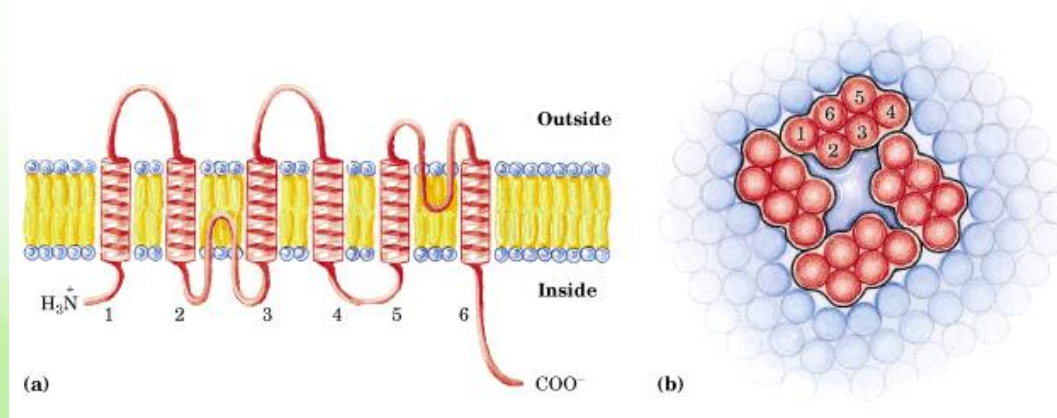 Outside
Inside
H₃N⁺
1 2 3 4 5 6
COO⁻
(a)
5
6 4
1 3
2
(b)